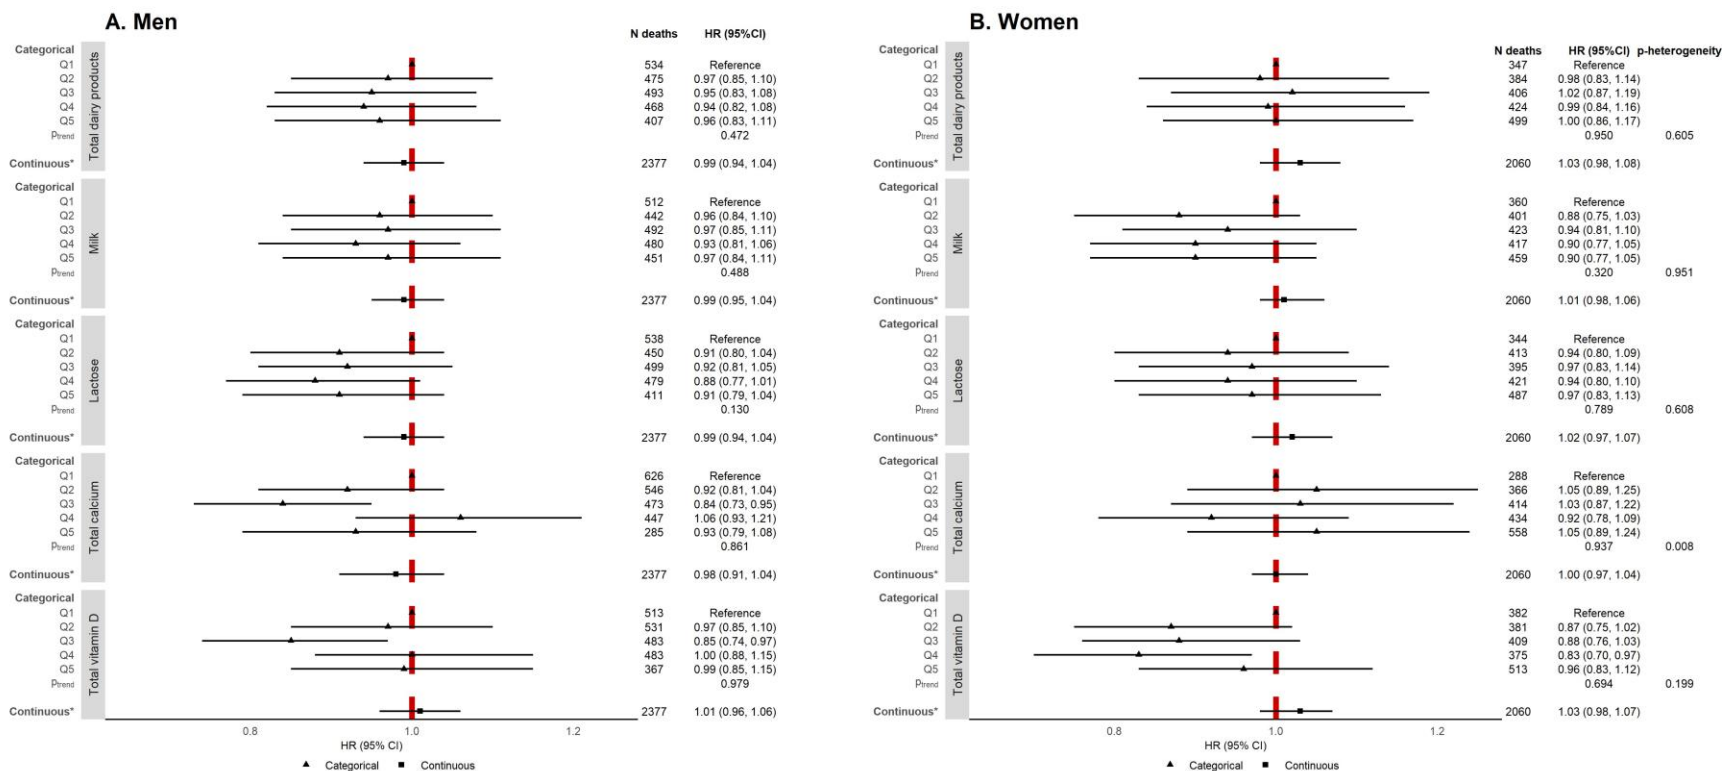 A. Men
N deaths HR (95%CI)
Total dairy products
Categorical
Q1 534 Reference
Q2 475 0.97 (0.85, 1.10)
Q3 493 0.95 (0.83, 1.08)
Q4 468 0.94 (0.82, 1.08)
Q5 407 0.96 (0.83, 1.11)
Ptrend 0.472
Continuous* 2377 0.99 (0.94, 1.04)
Milk
Categorical
Q1 512 Reference
Q2 442 0.96 (0.84, 1.10)
Q3 492 0.97 (0.85, 1.11)
Q4 480 0.93 (0.81, 1.06)
Q5 451 0.97 (0.84, 1.11)
Ptrend 0.488
Continuous* 2377 0.99 (0.95, 1.04)
Lactose
Categorical
Q1 538 Reference
Q2 450 0.91 (0.80, 1.04)
Q3 499 0.92 (0.81, 1.05)
Q4 479 0.88 (0.77, 1.01)
Q5 411 0.91 (0.79, 1.04)
Ptrend 0.130
Continuous* 2377 0.99 (0.94, 1.04)
Total calcium
Categorical
Q1 626 Reference
Q2 546 0.92 (0.81, 1.04)
Q3 473 0.84 (0.73, 0.95)
Q4 447 1.06 (0.93, 1.21)
Q5 285 0.93 (0.79, 1.08)
Ptrend 0.861
Continuous* 2377 0.98 (0.91, 1.04)
Total vitamin D
Categorical
Q1 513 Reference
Q2 531 0.97 (0.85, 1.10)
Q3 483 0.85 (0.74, 0.97)
Q4 483 1.00 (0.88, 1.15)
Q5 367 0.99 (0.85, 1.15)
Ptrend 0.979
Continuous* 2377 1.01 (0.96, 1.06)
0.8 1.0 1.2
HR (95% CI)
Categorical Continuous
B. Women
N deaths HR (95%CI) p-heterogeneity
Total dairy products
Categorical
Q1 347 Reference
Q2 384 0.98 (0.83, 1.14)
Q3 406 1.02 (0.87, 1.19)
Q4 424 0.99 (0.84, 1.16)
Q5 499 1.00 (0.86, 1.17)
Ptrend 0.950 0.605
Continuous* 2060 1.03 (0.98, 1.08)
Milk
Categorical
Q1 360 Reference
Q2 401 0.88 (0.75, 1.03)
Q3 423 0.94 (0.81, 1.10)
Q4 417 0.90 (0.77, 1.05)
Q5 459 0.90 (0.77, 1.05)
Ptrend 0.320 0.951
Continuous* 2060 1.01 (0.98, 1.06)
Lactose
Categorical
Q1 344 Reference
Q2 413 0.94 (0.80, 1.09)
Q3 395 0.97 (0.83, 1.14)
Q4 421 0.94 (0.80, 1.10)
Q5 487 0.97 (0.83, 1.13)
Ptrend 0.789 0.608
Continuous* 2060 1.02 (0.97, 1.07)
Total calcium
Categorical
Q1 288 Reference
Q2 366 1.05 (0.89, 1.25)
Q3 414 1.03 (0.87, 1.22)
Q4 434 0.92 (0.78, 1.09)
Q5 558 1.05 (0.89, 1.24)
Ptrend 0.937 0.008
Continuous* 2060 1.00 (0.97, 1.04)
Total vitamin D
Categorical
Q1 382 Reference
Q2 381 0.87 (0.75, 1.02)
Q3 409 0.88 (0.76, 1.03)
Q4 375 0.83 (0.70, 0.97)
Q5 513 0.96 (0.83, 1.12)
Ptrend 0.694 0.199
Continuous* 2060 1.03 (0.98, 1.07)
0.8 1.0 1.2
HR (95% CI)
Categorical Continuous